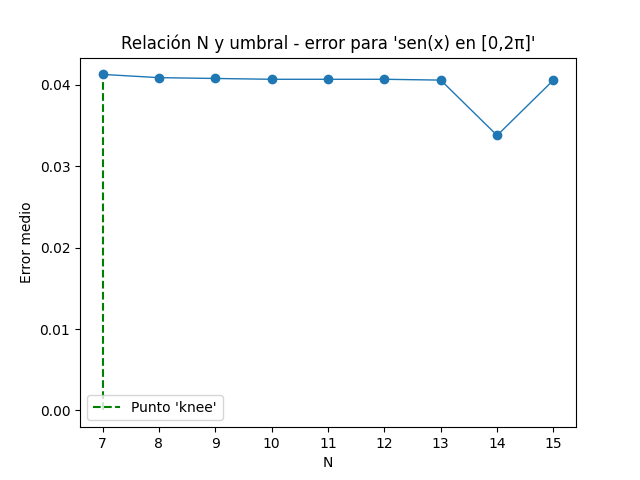 Relación N y umbral - error para 'sen(x) en [0,2π]'
Error medio
0.04
0.03
0.02
0.01
0.00
Punto 'knee'
7 8 9 10 11 12 13 14 15
N